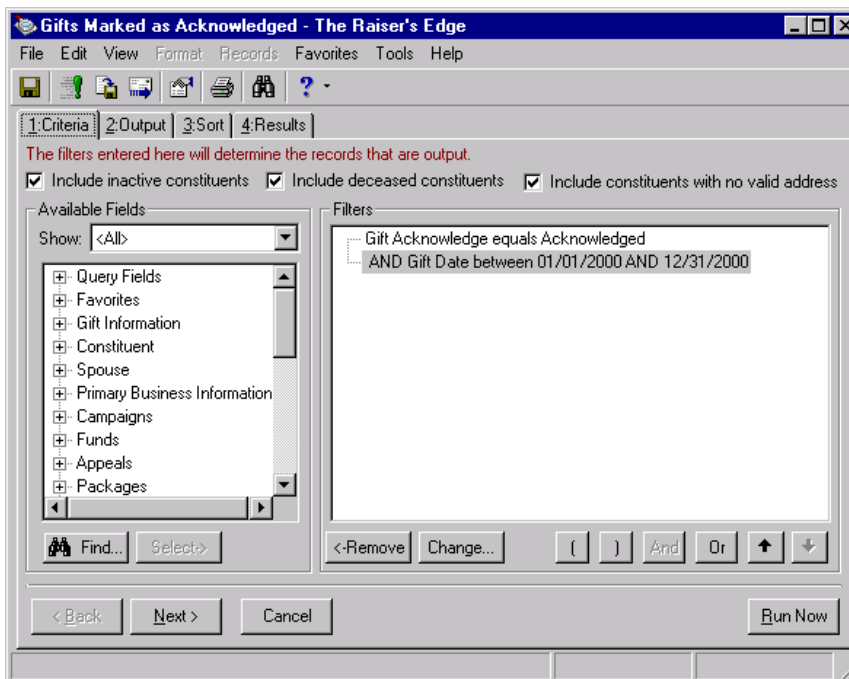 Gifts Marked as Acknowledged - The Raiser's Edge
File Edit View Format Records Favorites Tools Help
1:Criteria 2:Output 3:Sort 4:Results
The filters entered here will determine the records that are output.
Include inactive constituents Include deceased constituents Include constituents with no valid address
Available Fields
Show: <All>
Query Fields
Favorites
Gift Information
Constituent
Spouse
Primary Business Information
Campaigns
Funds
Appeals
Packages
Find... Select->
Filters
Gift Acknowledge equals Acknowledged
AND Gift Date between 01/01/2000 AND 12/31/2000
<-Remove Change... ( ) And Or
< Back Next > Cancel Run Now